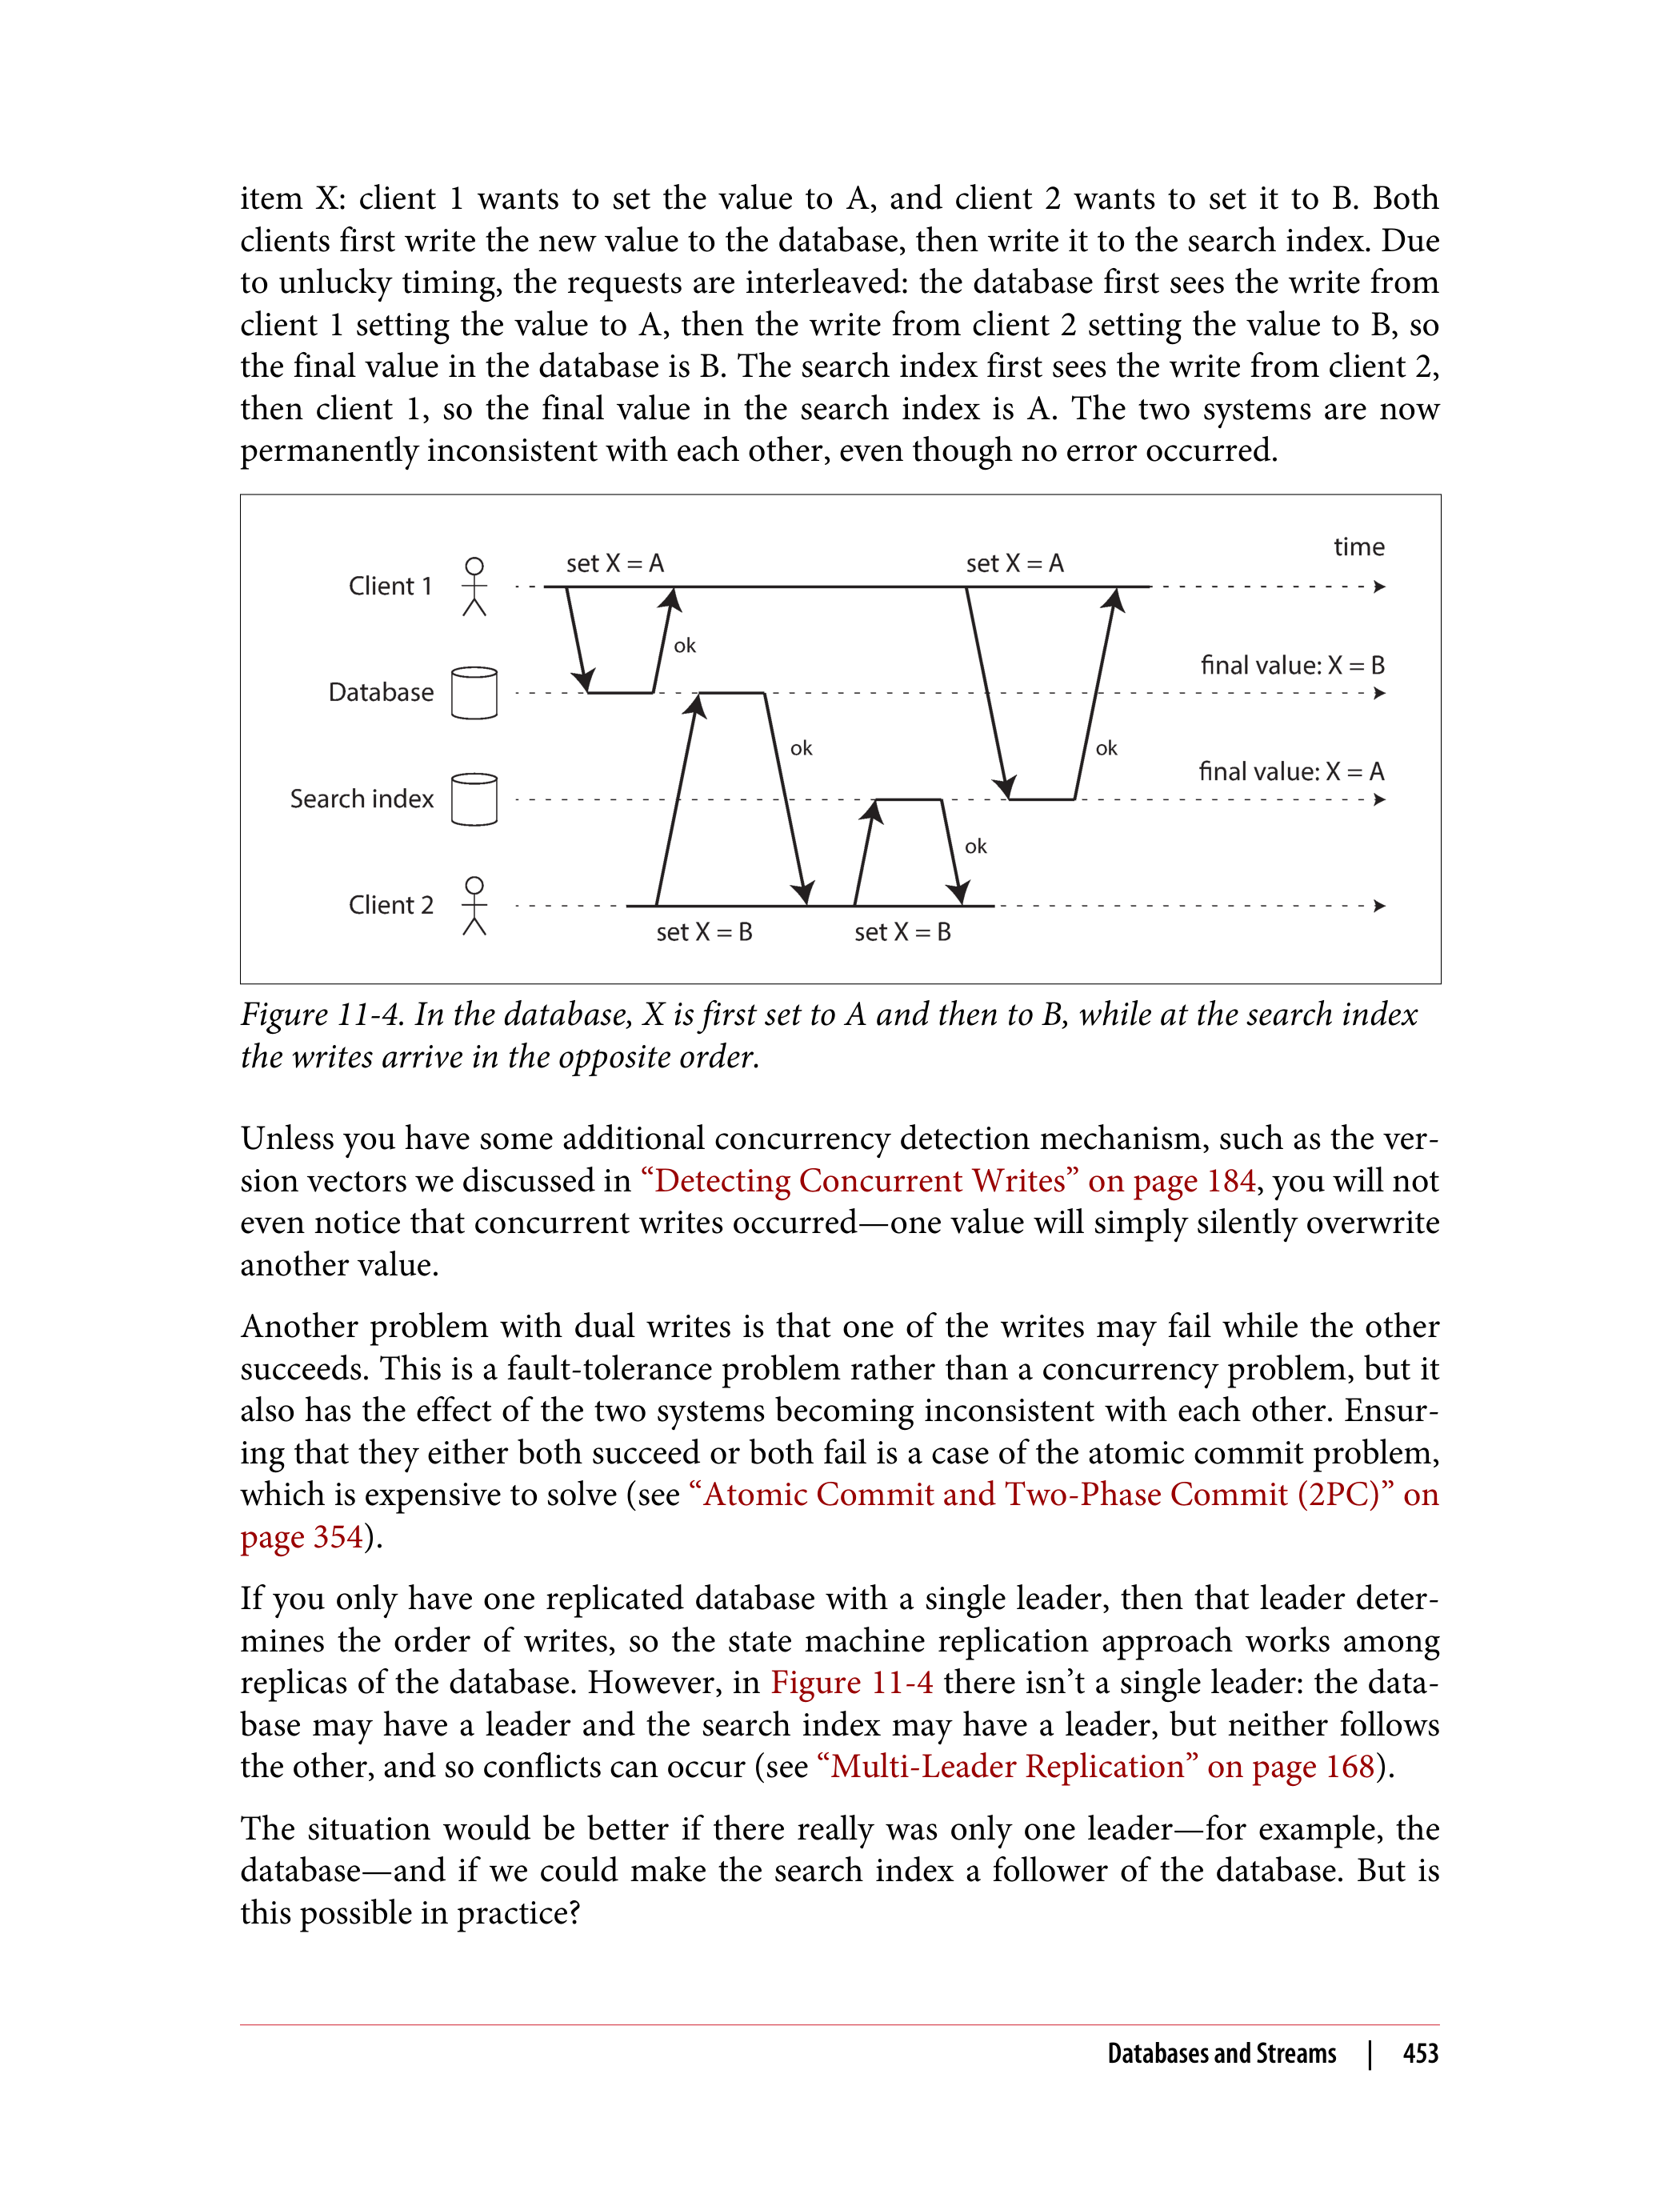 item X: client 1 wants to set the value to A, and client 2 wants to set it to B. Both
clients first write the new value to the database, then write it to the search index. Due
to unlucky timing, the requests are interleaved: the database first sees the write from
client 1 setting the value to A, then the write from client 2 setting the value to B, so
the final value in the database is B. The search index first sees the write from client 2,
then client 1, so the final value in the search index is A. The two systems are now
permanently inconsistent with each other, even though no error occurred.
time
set X = A
set X = A
Client 1
ok
final value: X = B
Database
ok
ok
final value: X = A
Search index
ok
Client 2
set X = B
set X = B
Figure 11-4. In the database, X is first set to A and then to B, while at the search index
the writes arrive in the opposite order.
Unless you have some additional concurrency detection mechanism, such as the ver-
sion vectors we discussed in “Detecting Concurrent Writes” on page 184, you will not
even notice that concurrent writes occurred—one value will simply silently overwrite
another value.
Another problem with dual writes is that one of the writes may fail while the other
succeeds. This is a fault-tolerance problem rather than a concurrency problem, but it
also has the effect of the two systems becoming inconsistent with each other. Ensur-
ing that they either both succeed or both fail is a case of the atomic commit problem,
which is expensive to solve (see “Atomic Commit and Two-Phase Commit (2PC)” on
page 354).
If you only have one replicated database with a single leader, then that leader deter-
mines the order of writes, so the state machine replication approach works among
replicas of the database. However, in Figure 11-4 there isn’t a single leader: the data-
base may have a leader and the search index may have a leader, but neither follows
the other, and so conflicts can occur (see “Multi-Leader Replication” on page 168).
The situation would be better if there really was only one leader—for example, the
database—and if we could make the search index a follower of the database. But is
this possible in practice?
Databases and Streams | 453